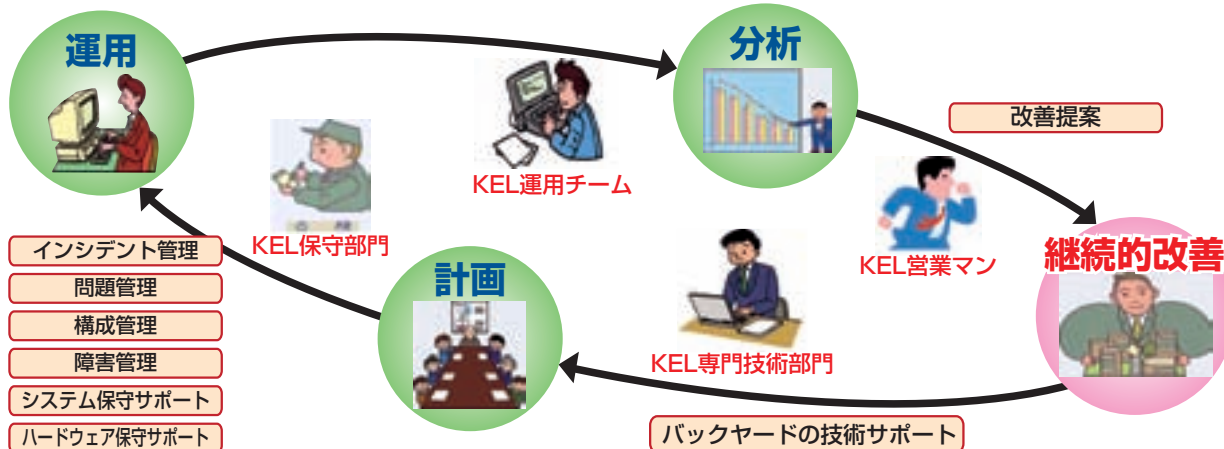 運用
分析
改善提案
KEL運用チーム
KEL保守部門
KEL営業マン
継続的改善
インシデント管理
問題管理
構成管理
障害管理
システム保守サポート
ハードウェア保守サポート
計画
KEL専門技術部門
バックヤードの技術サポート